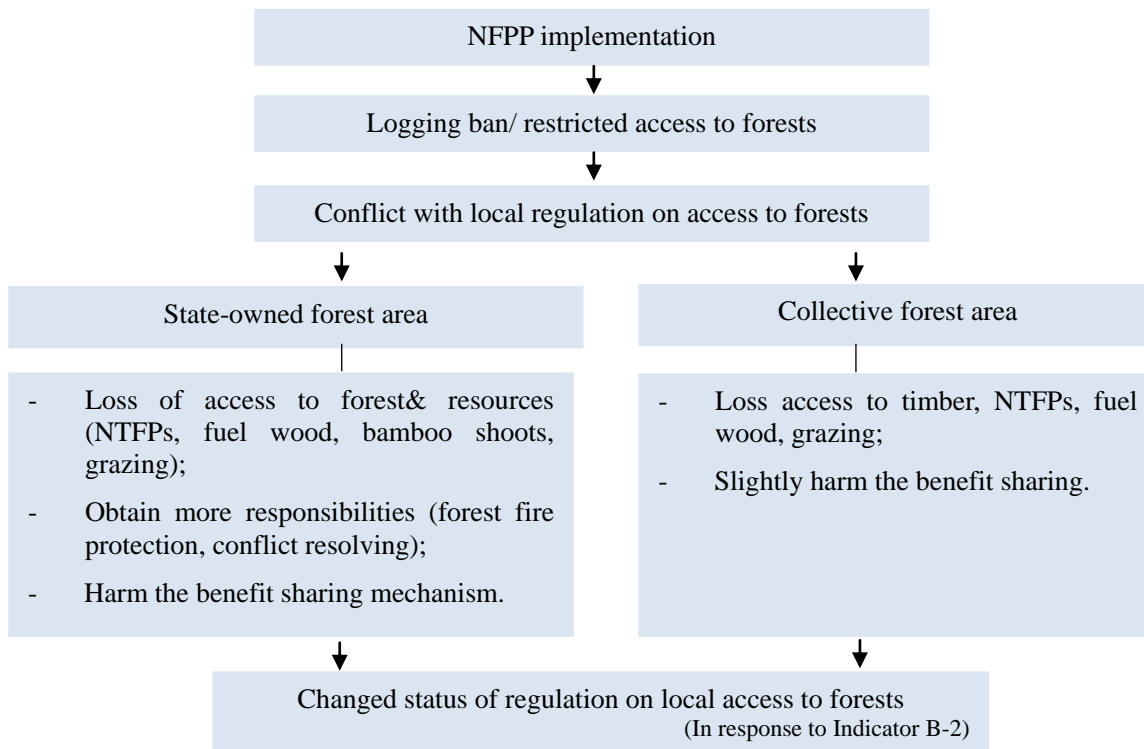 NFPP implementation
Logging ban/ restricted access to forests
Conflict with local regulation on access to forests
State-owned forest area
Collective forest area
- Loss of access to forest& resources
(NTFPs, fuel wood, bamboo shoots,
grazing);
- Obtain more responsibilities (forest fire
protection, conflict resolving);
- Harm the benefit sharing mechanism.
- Loss access to timber, NTFPs, fuel
wood, grazing;
- Slightly harm the benefit sharing.
Changed status of regulation on local access to forests
(In response to Indicator B-2)